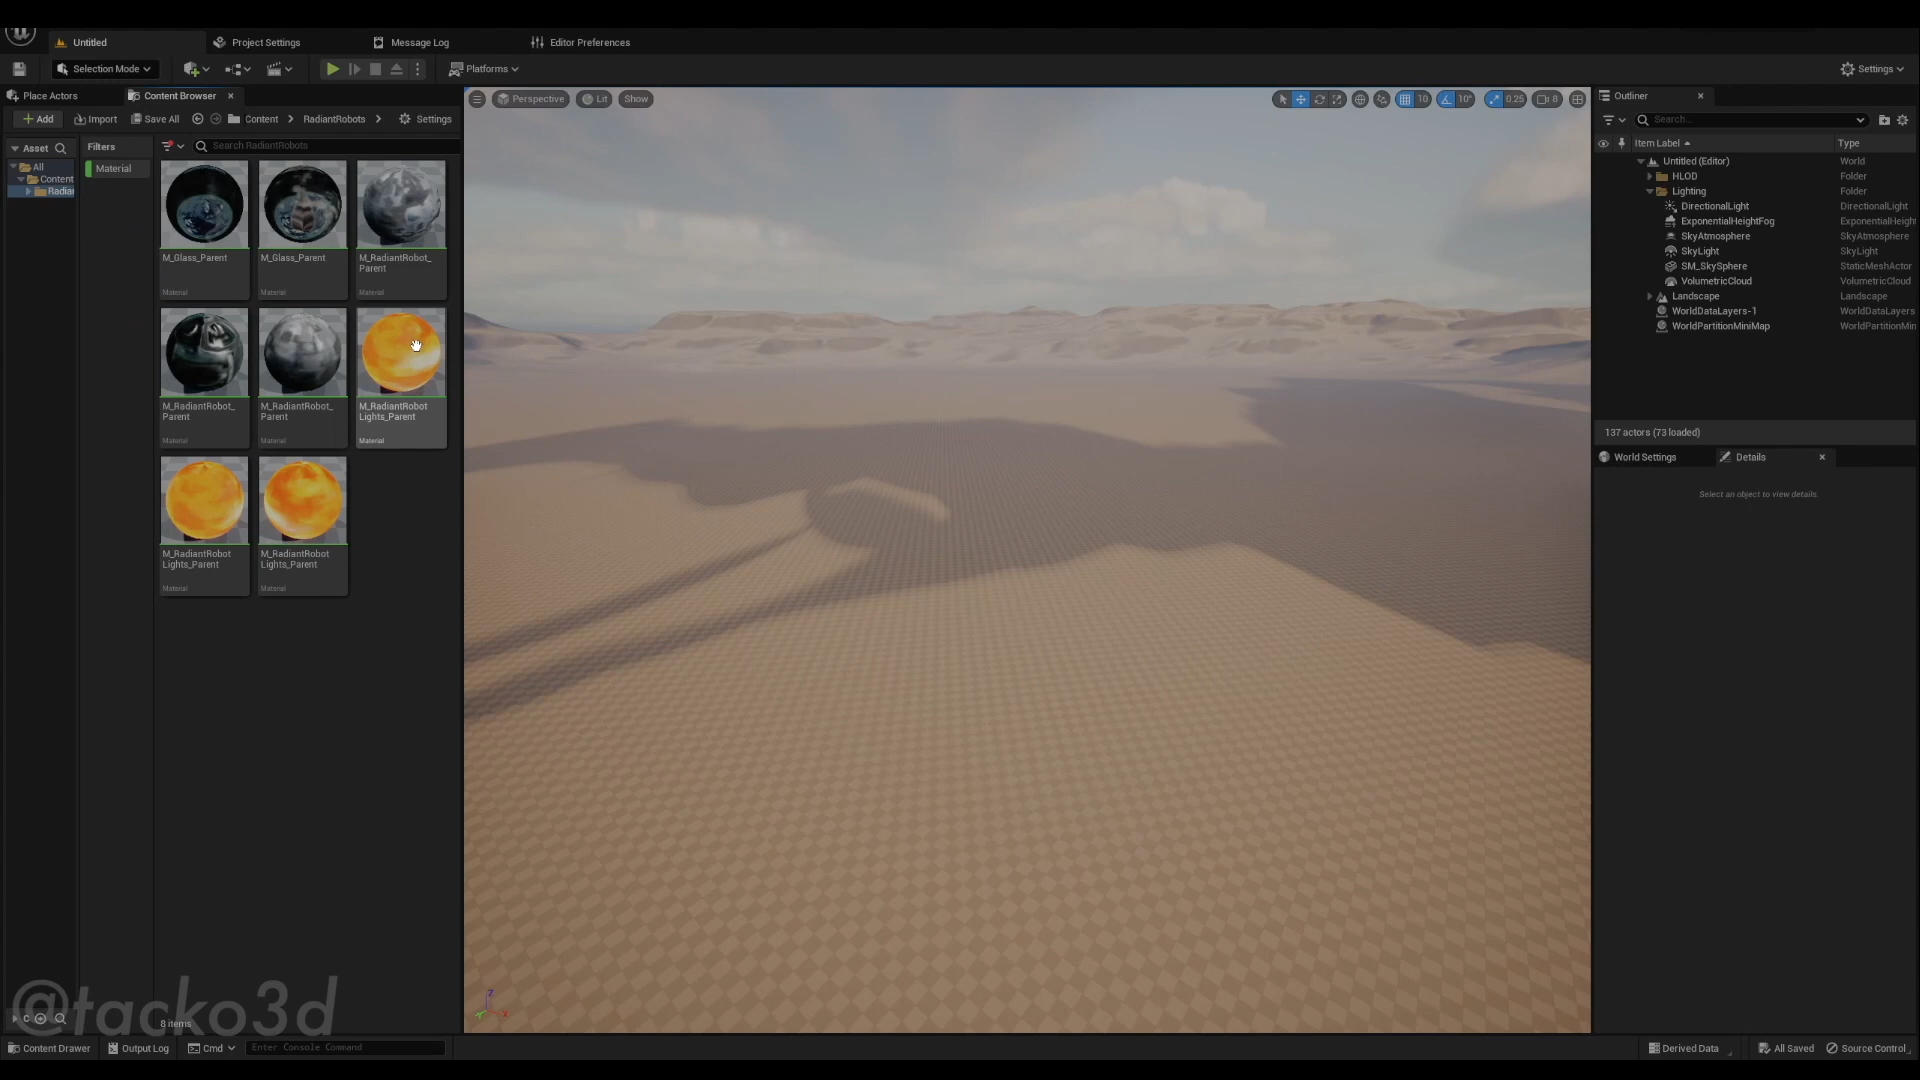 Untitled
Project Settings
Message Log
Editor Preferences
Selection Mode
Platforms
Settings
Place Actors
Content Browser
Perspective
Lit
Show
10
10°
0.25
8
Outliner
Add
Import
Save All
Content
RadiantRobots
Settings
Search...
Asset
Filters
Search RadiantRobots
Item Label
Type
All
Content
Radiar
Material
M_Glass_Parent
Material
M_Glass_Parent
Material
M_RadiantRobot_
Parent
Material
M_RadiantRobot_
Parent
Material
M_RadiantRobot_
Parent
Material
M_RadiantRobot
Lights_Parent
Material
M_RadiantRobot
Lights_Parent
Material
M_RadiantRobot
Lights_Parent
Material
Untitled (Editor) World
HLOD Folder
Lighting Folder
DirectionalLight DirectionalLight
ExponentialHeightFog ExponentialHeigh
SkyAtmosphere SkyAtmosphere
SkyLight SkyLight
SM_SkySphere StaticMeshActor
VolumetricCloud VolumetricCloud
Landscape Landscape
WorldDataLayers-1 WorldDataLayers
WorldPartitionMiniMap WorldPartitionMin
137 actors (73 loaded)
World Settings
Details
Select an object to view details.
Z
X
@tacko3d
C
8 items
Content Drawer
Output Log
Cmd
Enter Console Command
Derived Data
All Saved
Source Control